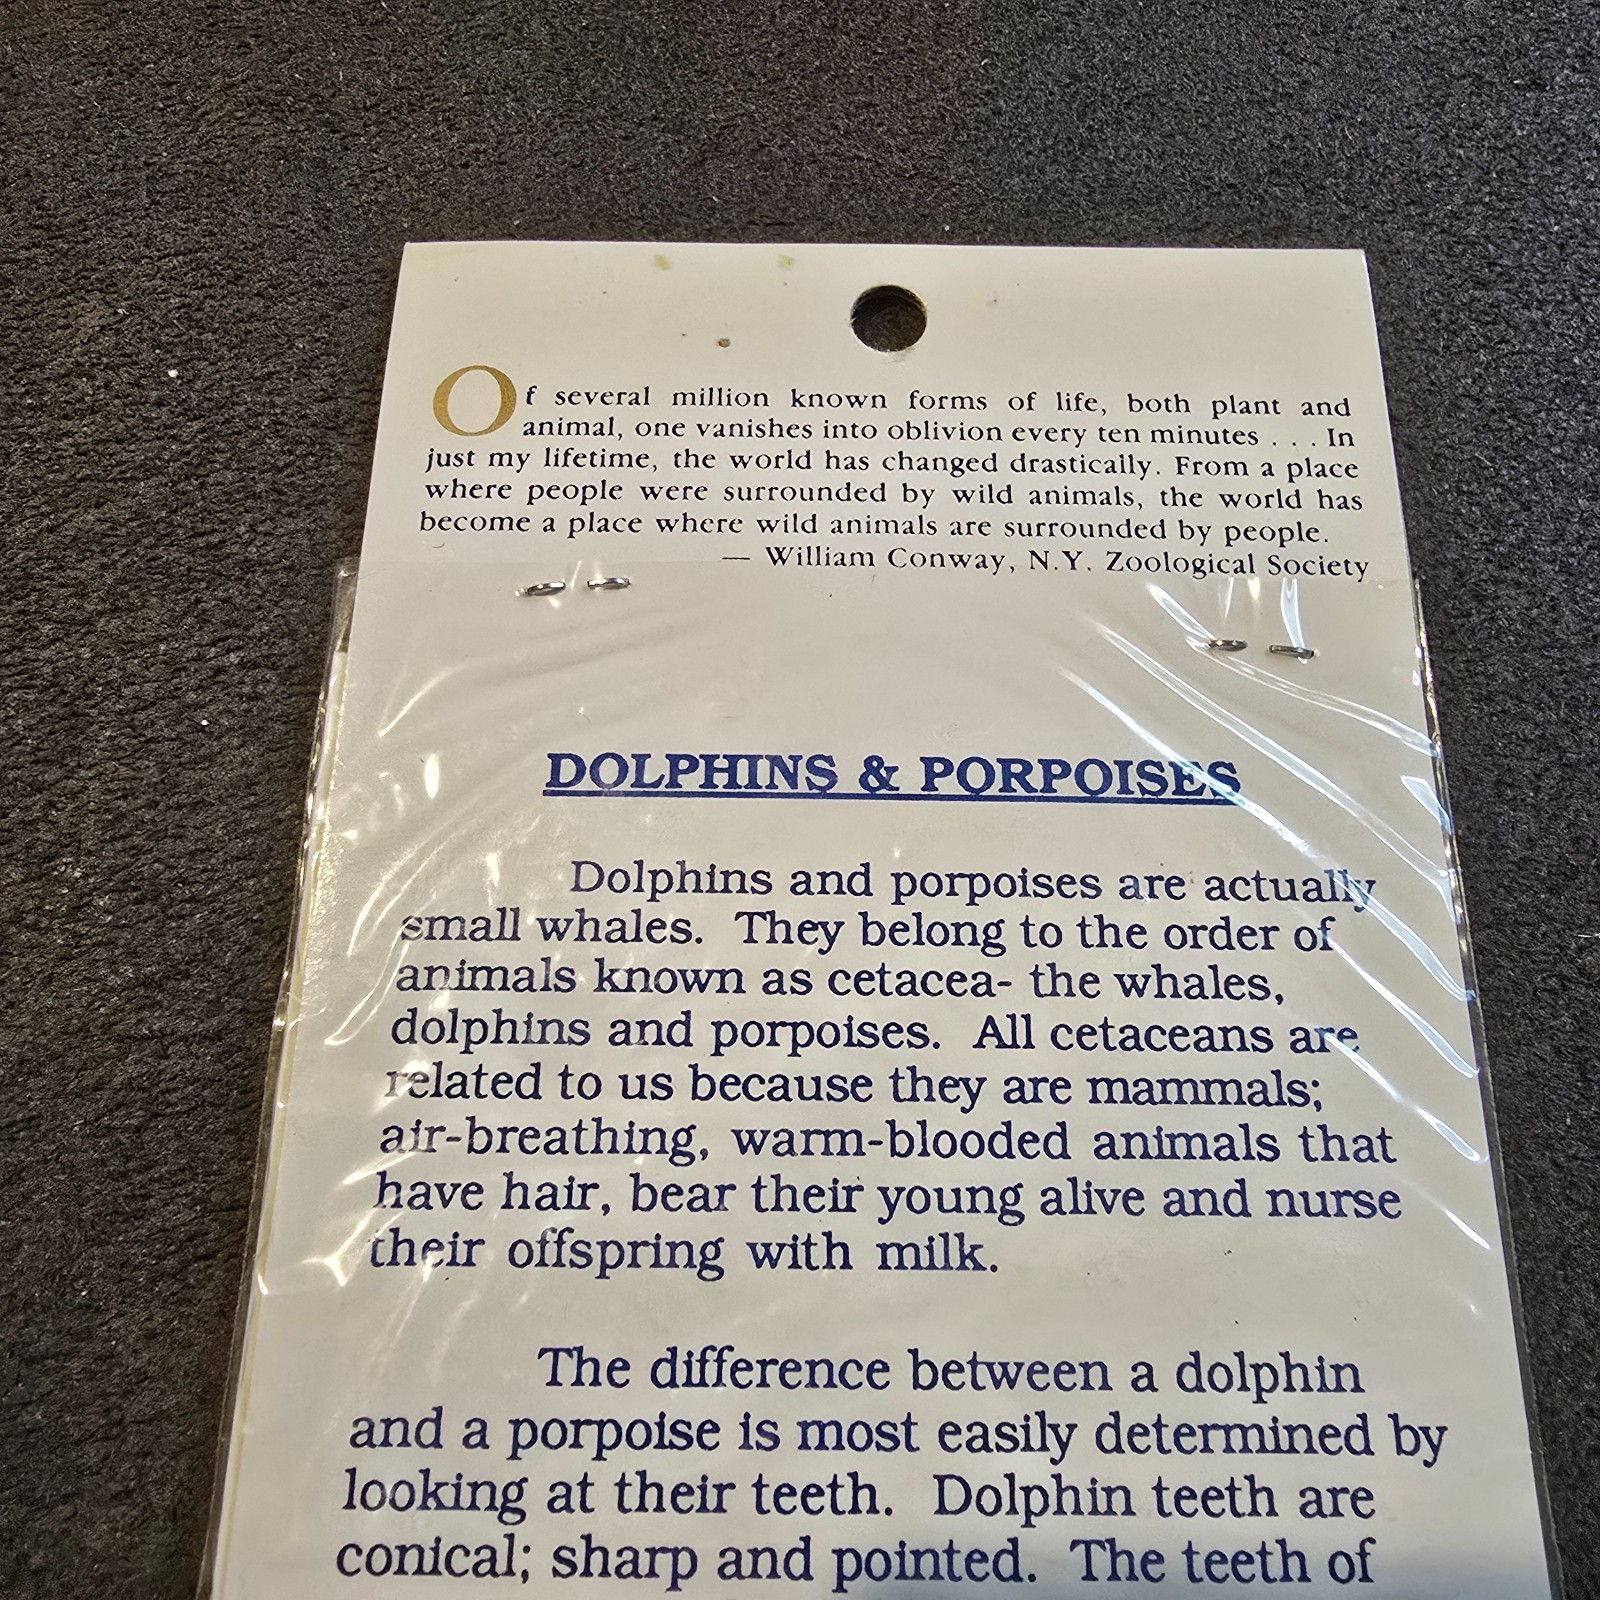 Of several million known forms of life, both plant and
animal, one vanishes into oblivion every ten minutes . . . In
just my lifetime, the world has changed drastically. From a place
where people were surrounded by wild animals, the world has
become a place where wild animals are surrounded by people.
— William Conway, N.Y. Zoological Society
DOLPHINS & PORPOISES
Dolphins and porpoises are actually
small whales. They belong to the order of
animals known as cetacea- the whales,
dolphins and porpoises. All cetaceans are
related to us because they are mammals;
air-breathing, warm-blooded animals that
have hair, bear their young alive and nurse
their offspring with milk.
The difference between a dolphin
and a porpoise is most easily determined by
looking at their teeth. Dolphin teeth are
conical; sharp and pointed. The teeth of